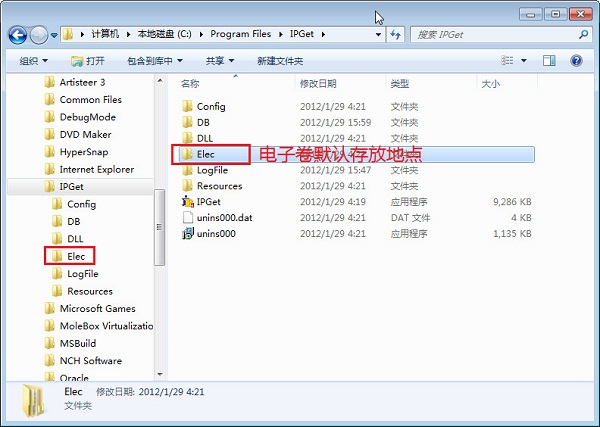 计算机 ▸ 本地磁盘 (C:) ▸ Program Files ▸ IPGet ▸
搜索 IPGet
组织 打开 包含到库中 共享 新建文件夹
名称 修改日期 类型 大小
Artisteer 3
Common Files
DebugMode
DVD Maker
HyperSnap
Internet Explorer
IPGet
Config
DB
DLL
Elec
LogFile
Resources
Microsoft Games
MoleBox Virtualizatio
MSBuild
NCH Software
Oracle
Config 2012/1/29 4:21 文件夹
DB 2012/1/29 15:59 文件夹
DLL 2012/1/29 4:21 文件夹
Elec 电子卷默认存放地点
LogFile 2012/1/29 15:47 文件夹
Resources 2012/1/29 4:21 文件夹
IPGet 2012/1/29 4:19 应用程序 9,286 KB
unins000.dat 2012/1/29 4:21 DAT 文件 4 KB
unins000 2012/1/29 4:21 应用程序 1,135 KB
Elec 修改日期: 2012/1/29 4:21
文件夹